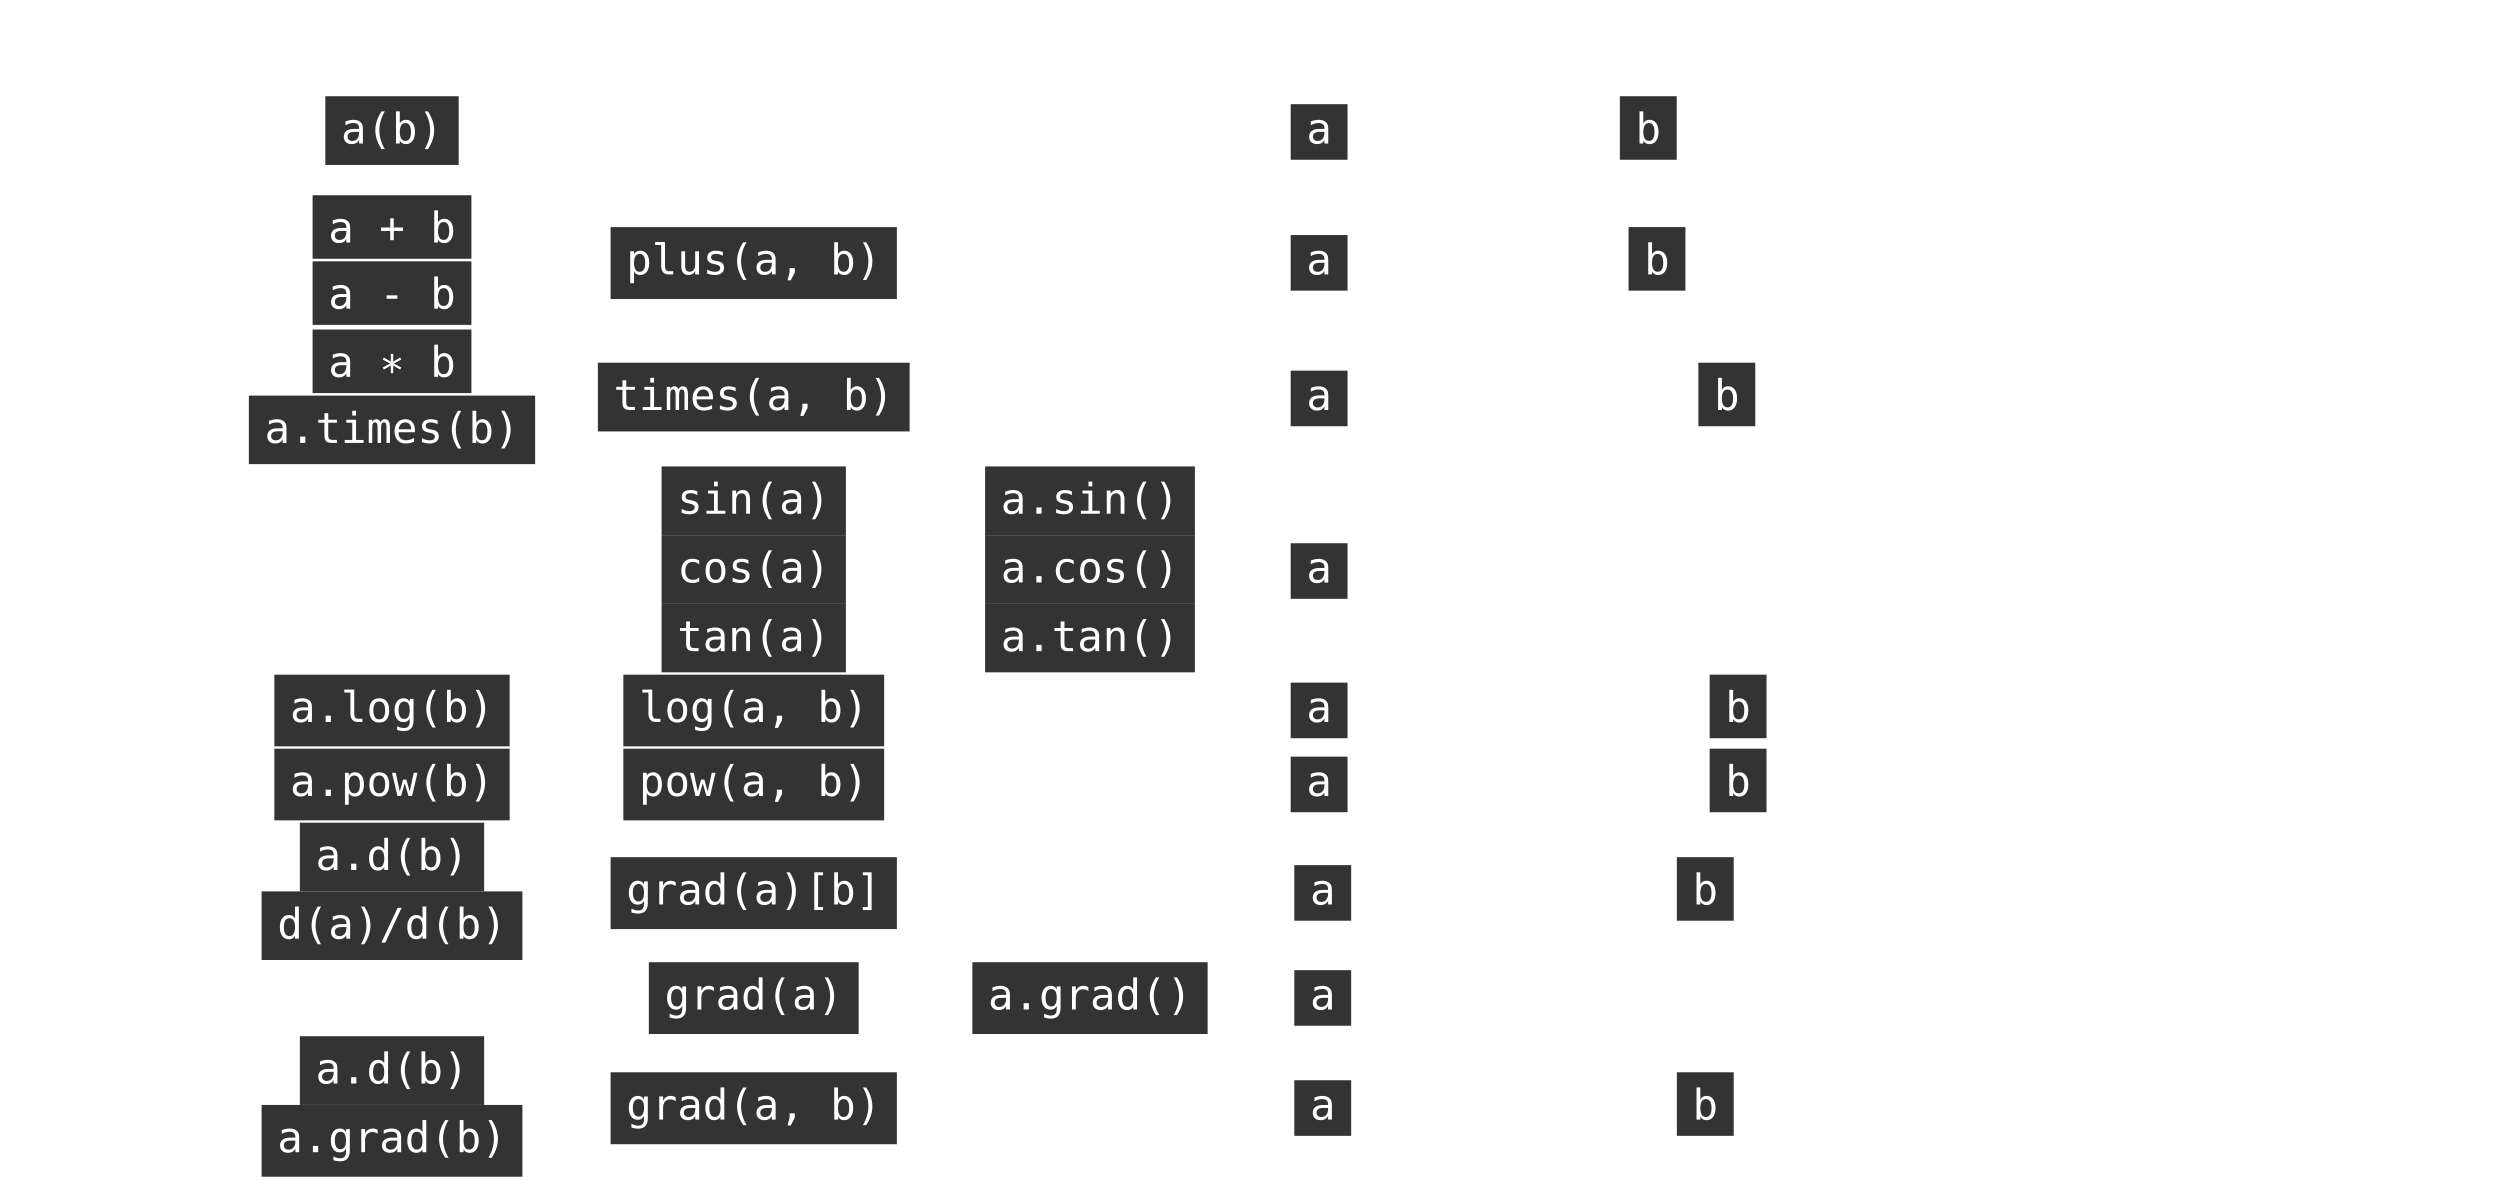 a(b) a b
a + b
plus(a, b) a b
a - b
a * b
times(a, b) a b
a.times(b)
sin(a) a.sin()
cos(a) a.cos() a
tan(a) a.tan()
a.log(b) log(a, b) a b
a.pow(b) pow(a, b) a b
a.d(b)
grad(a)[b] a b
d(a)/d(b)
grad(a) a.grad() a
a.d(b)
grad(a, b) a b
a.grad(b)